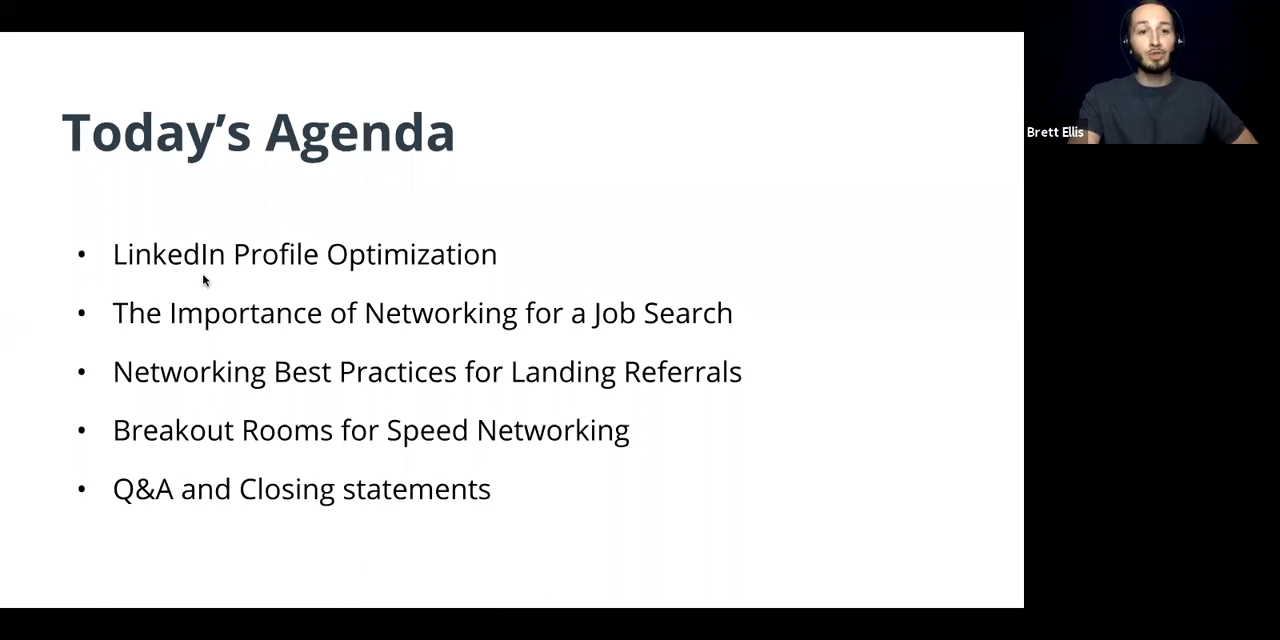 Today’s Agenda
• LinkedIn Profile Optimization
• The Importance of Networking for a Job Search
• Networking Best Practices for Landing Referrals
• Breakout Rooms for Speed Networking
• Q&A and Closing statements
Brett Ellis